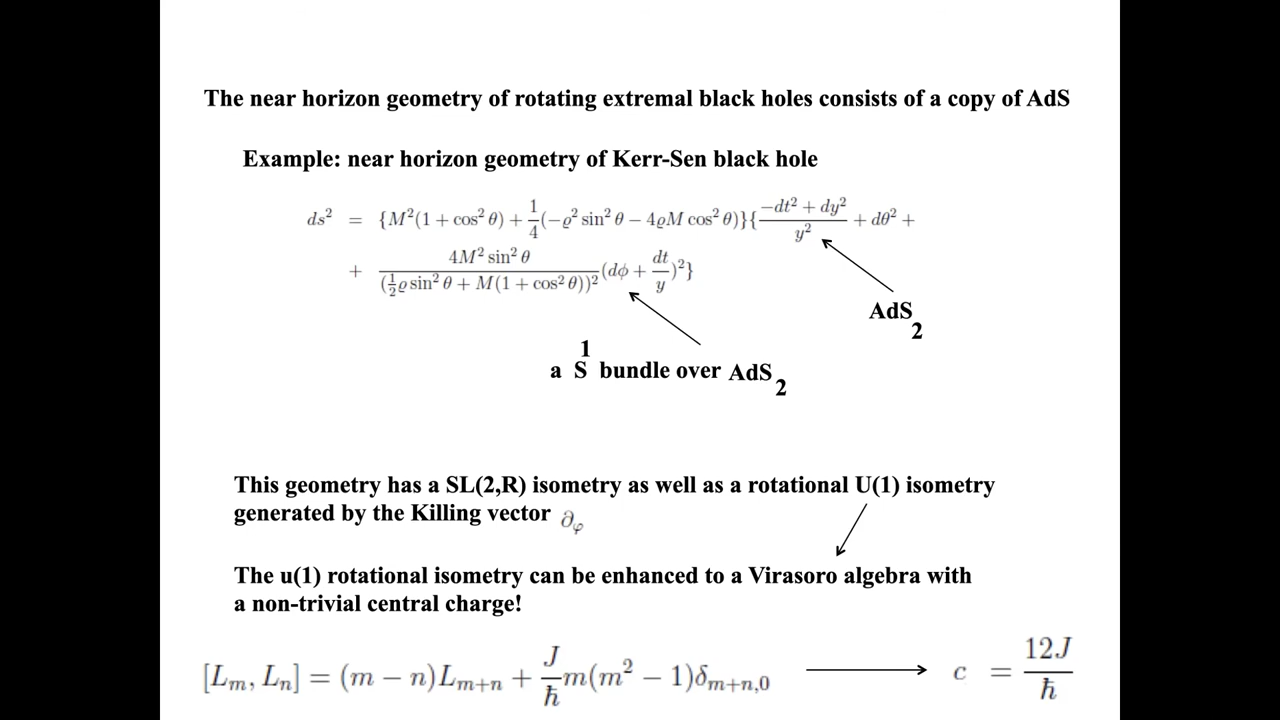 The near horizon geometry of rotating extremal black holes consists of a copy of AdS
Example: near horizon geometry of Kerr-Sen black hole
ds² = {M²(1 + cos² θ) + 1/4(−ϱ² sin² θ − 4ϱM cos² θ)}{(−dt² + dy²)/y² + dθ² +
+ 4M² sin² θ/(½ϱ sin² θ + M(1 + cos² θ))² (dϕ + dt/y)²}
AdS₂
a S¹ bundle over AdS₂
This geometry has a SL(2,R) isometry as well as a rotational U(1) isometry
generated by the Killing vector ∂φ
The u(1) rotational isometry can be enhanced to a Virasoro algebra with
a non-trivial central charge!
[Lₘ, Lₙ] = (m − n)Lₘ₊ₙ + J/ħ m(m² − 1)δₘ₊ₙ,₀ → c = 12J/ħ